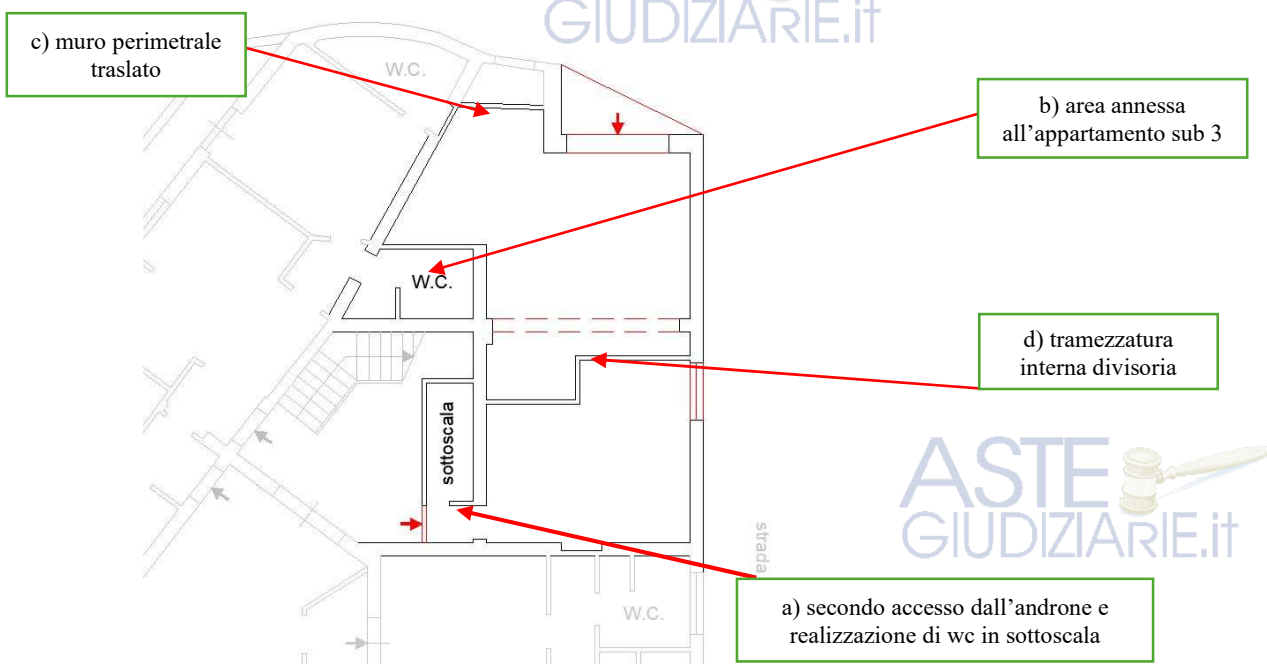 GIUDIZIARIE.it
c) muro perimetrale
traslato
W.C.
b) area annessa
all’appartamento sub 3
W.C.
d) tramezzatura
interna divisoria
sottoscala
ASTE
GIUDIZIARIE.it
strada
W.C.
a) secondo accesso dall’androne e
realizzazione di wc in sottoscala